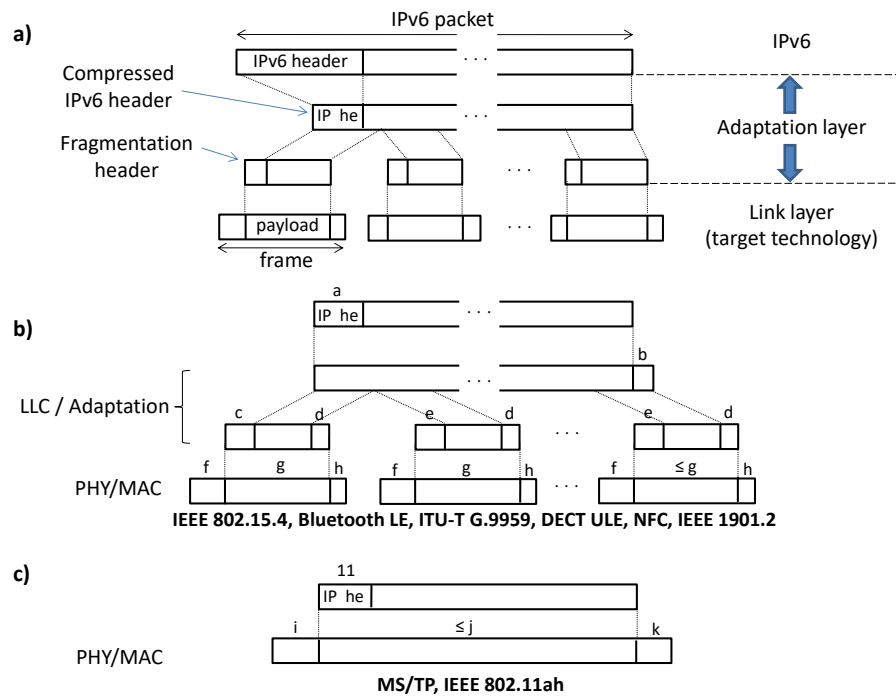 IPv6 packet
a)
IPv6 header
. . .
IPv6
Compressed
IPv6 header
IP he
. . .
Adaptation layer
Fragmentation
header
. . .
Link layer
(target technology)
payload
. . .
frame
a
b)
IP he
. . .
b
. . .
LLC / Adaptation
c
d
e
d
e
d
. . .
f
g
h
f
g
h
f
≤ g
h
PHY/MAC
. . .
IEEE 802.15.4, Bluetooth LE, ITU-T G.9959, DECT ULE, NFC, IEEE 1901.2
c)
11
IP he
i
≤ j
k
PHY/MAC
MS/TP, IEEE 802.11ah